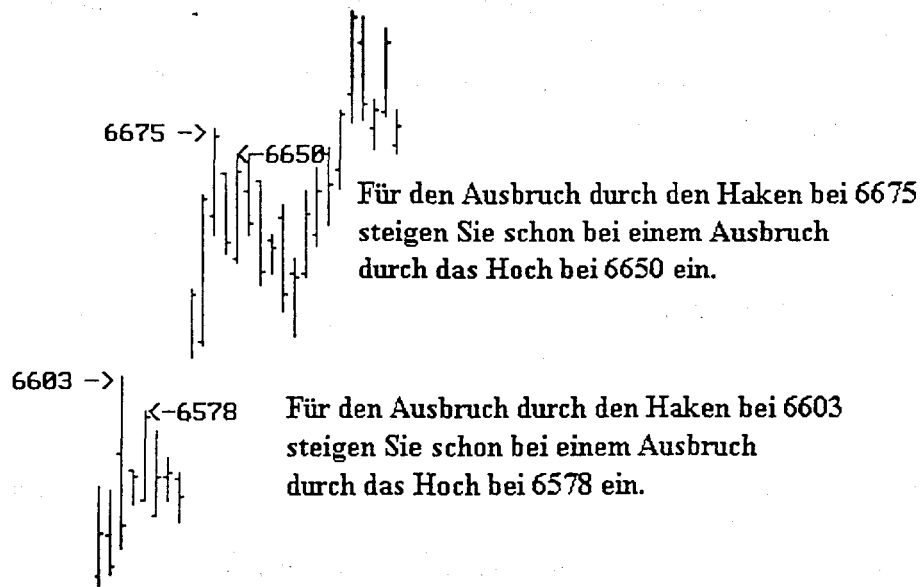 6675 ->
<-6650
Für den Ausbruch durch den Haken bei 6675
steigen Sie schon bei einem Ausbruch
durch das Hoch bei 6650 ein.
6603 ->
<-6578
Für den Ausbruch durch den Haken bei 6603
steigen Sie schon bei einem Ausbruch
durch das Hoch bei 6578 ein.